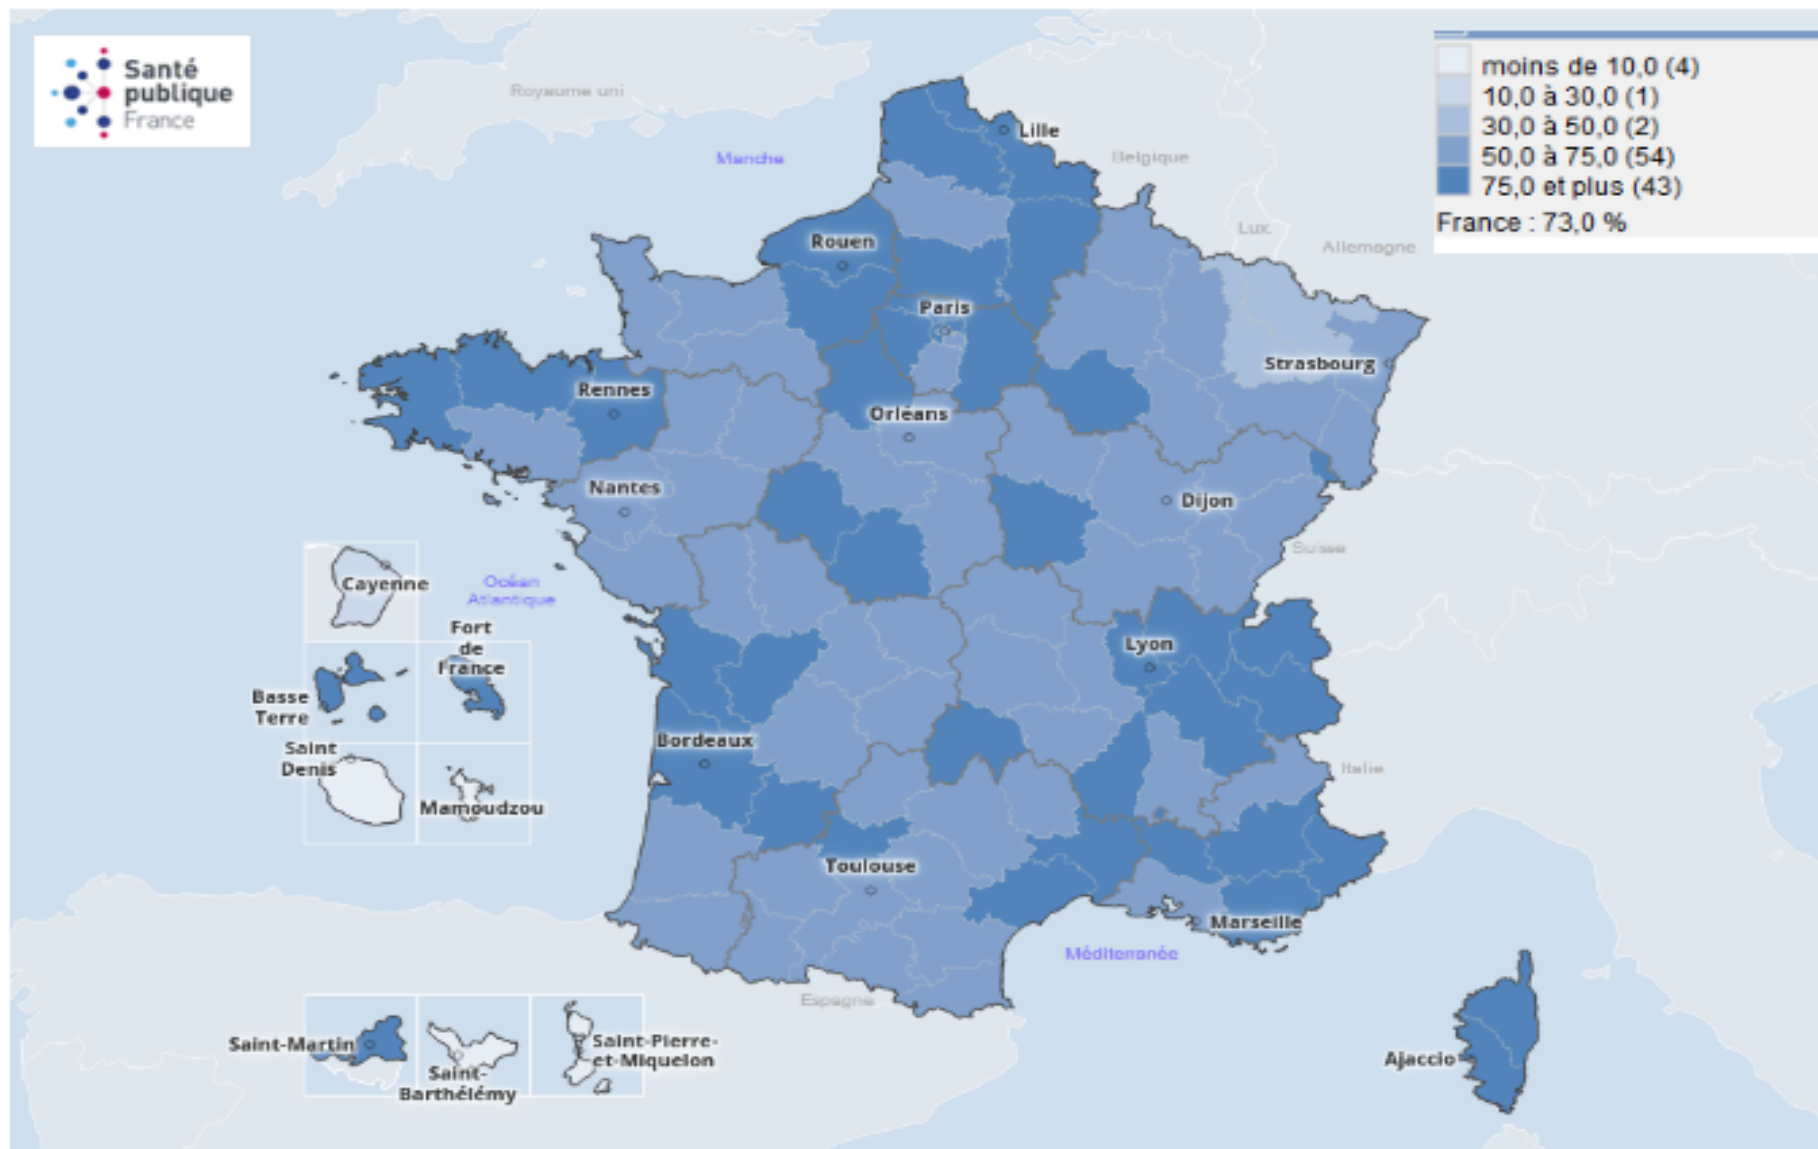 Santé
publique
France
moins de 10,0 (4)
10,0 à 30,0 (1)
30,0 à 50,0 (2)
50,0 à 75,0 (54)
75,0 et plus (43)
France : 73,0 %
Royaume uni
Manche
Lille
Belgique
Lux.
Allemagne
Rouen
Paris
Strasbourg
Rennes
Orléans
Nantes
Dijon
Suisse
Océan
Atlantique
Cayenne
Fort
de
France
Basse
Terre
Lyon
Bordeaux
Saint
Denis
Mamoudzou
Italie
Toulouse
Marseille
Méditerranée
Espagne
Saint-Martin
Saint-
Barthélémy
Saint-Pierre-
et-Miquelon
Ajaccio